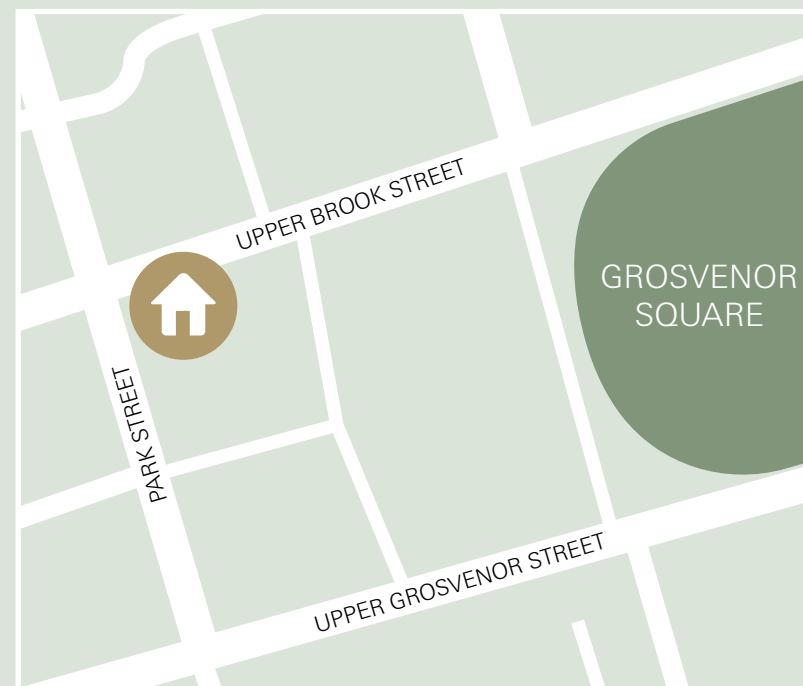 UPPER BROOK STREET
GROSVENOR
SQUARE
PARK STREET
UPPER GROSVENOR STREET